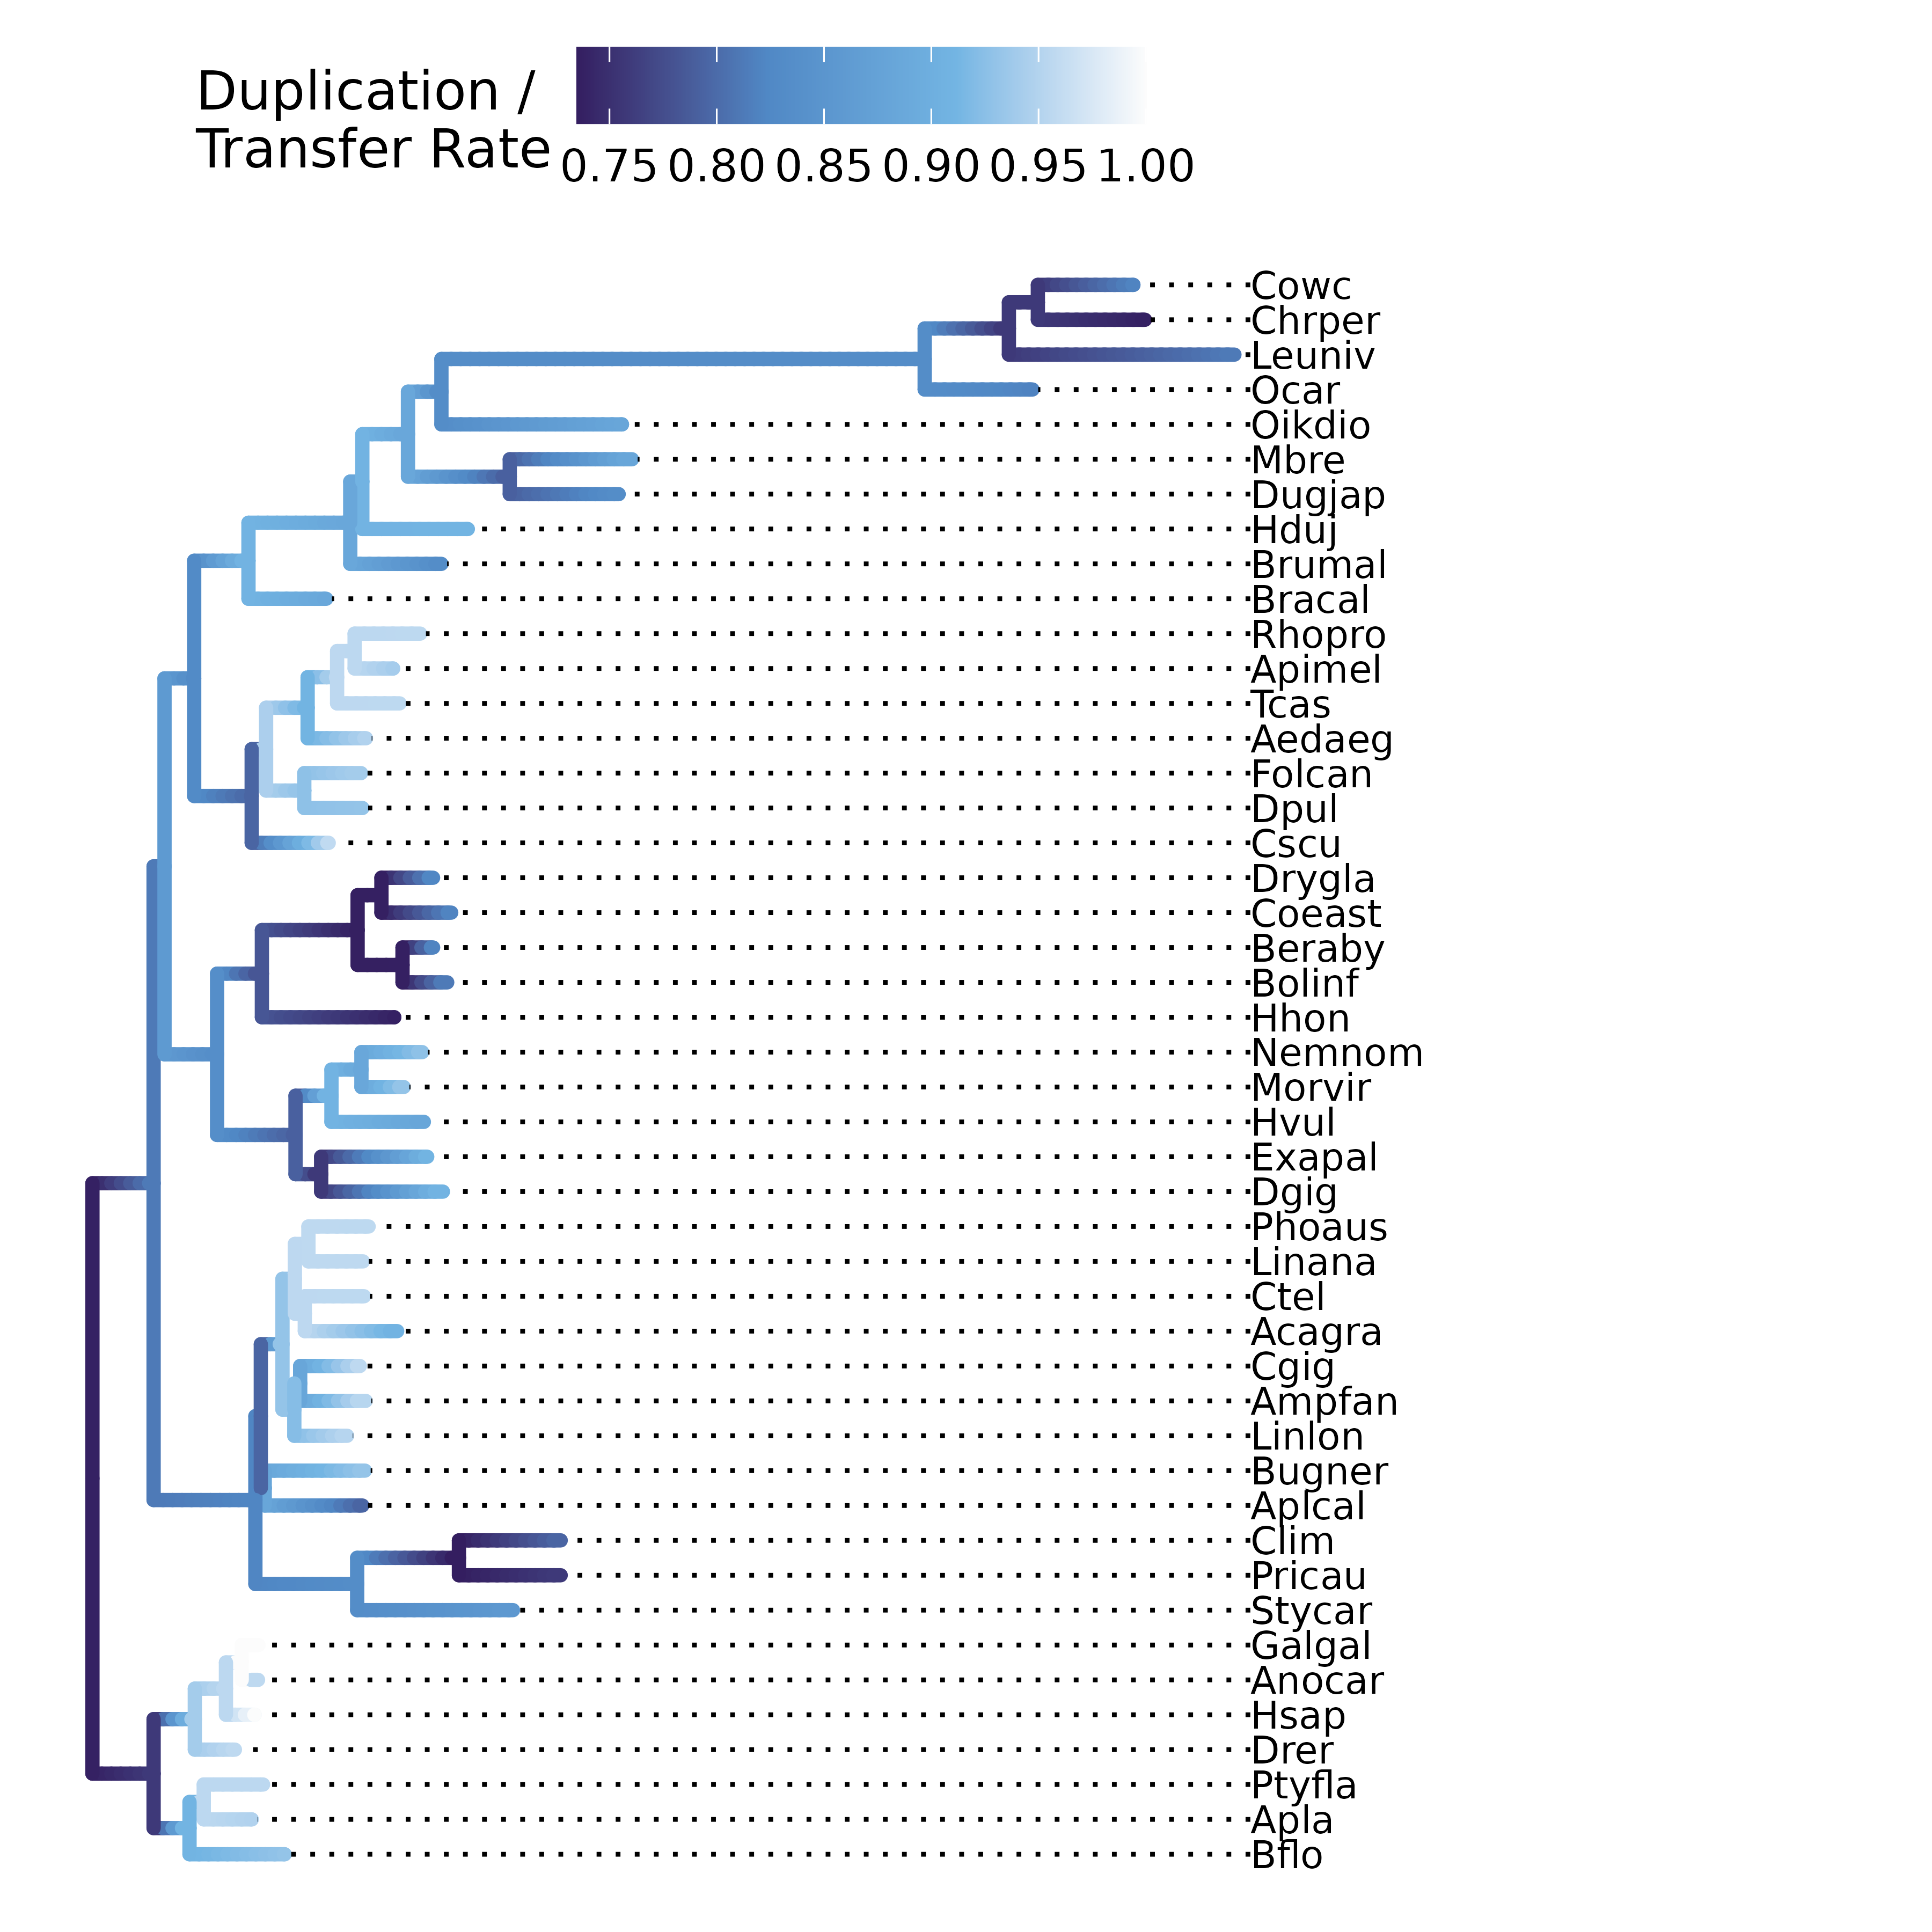 Duplication /
Transfer Rate
0.75 0.80 0.85 0.90 0.95 1.00
Cowc
Chrper
Leuniv
Ocar
Oikdio
Mbre
Dugjap
Hduj
Brumal
Bracal
Rhopro
Apimel
Tcas
Aedaeg
Folcan
Dpul
Cscu
Drygla
Coeast
Beraby
Bolinf
Hhon
Nemnom
Morvir
Hvul
Exapal
Dgig
Phoaus
Linana
Ctel
Acagra
Cgig
Ampfan
Linlon
Bugner
Aplcal
Clim
Pricau
Stycar
Galgal
Anocar
Hsap
Drer
Ptyfla
Apla
Bflo